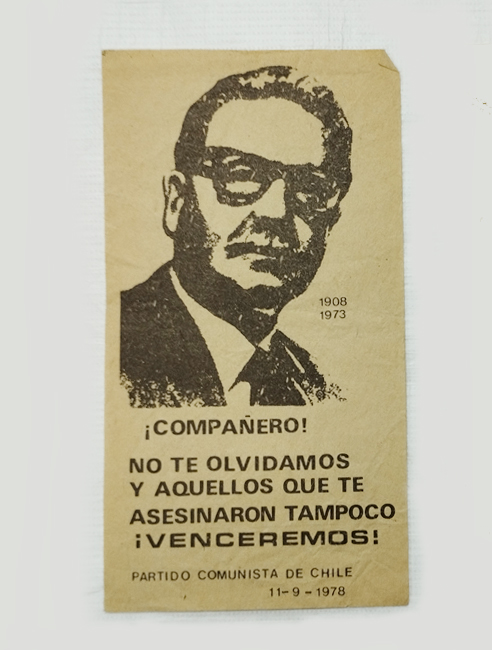 1908
1973
¡COMPAÑERO!
NO TE OLVIDAMOS
Y AQUELLOS QUE TE
ASESINARON TAMPOCO
¡VENCEREMOS!
PARTIDO COMUNISTA DE CHILE
11-9-1978